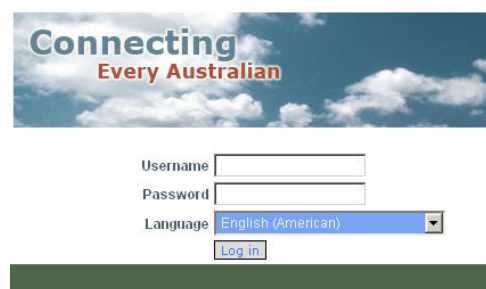 Connecting
Every Australian
Username
Password
Language English (American)
Log in